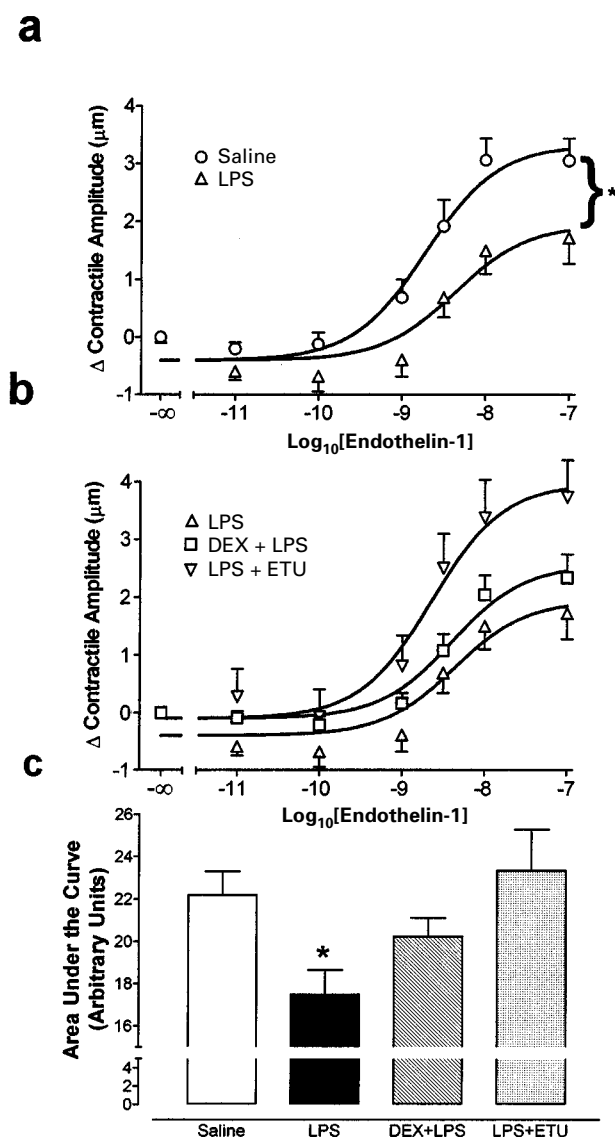 a
Δ Contractile Amplitude (μm)
4
3
2
1
0
-1
○ Saline
△ LPS
*
-∞ -11 -10 -9 -8 -7
Log₁₀[Endothelin-1]
b
Δ Contractile Amplitude (μm)
4
3
2
1
0
-1
△ LPS
□ DEX + LPS
▽ LPS + ETU
-∞ -11 -10 -9 -8 -7
Log₁₀[Endothelin-1]
c
Area Under the Curve
(Arbitrary Units)
26
24
22
20
18
16
4
2
0
*
Saline LPS DEX+LPS LPS+ETU